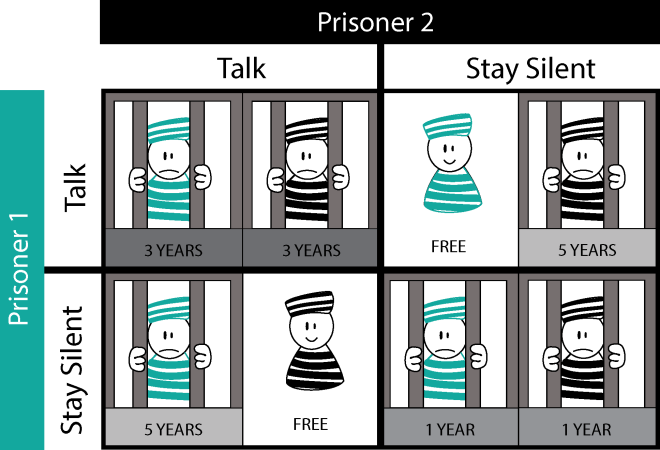 Prisoner 2
Talk
Stay Silent
Prisoner 1
Talk
3 YEARS
3 YEARS
FREE
5 YEARS
Stay Silent
5 YEARS
FREE
1 YEAR
1 YEAR